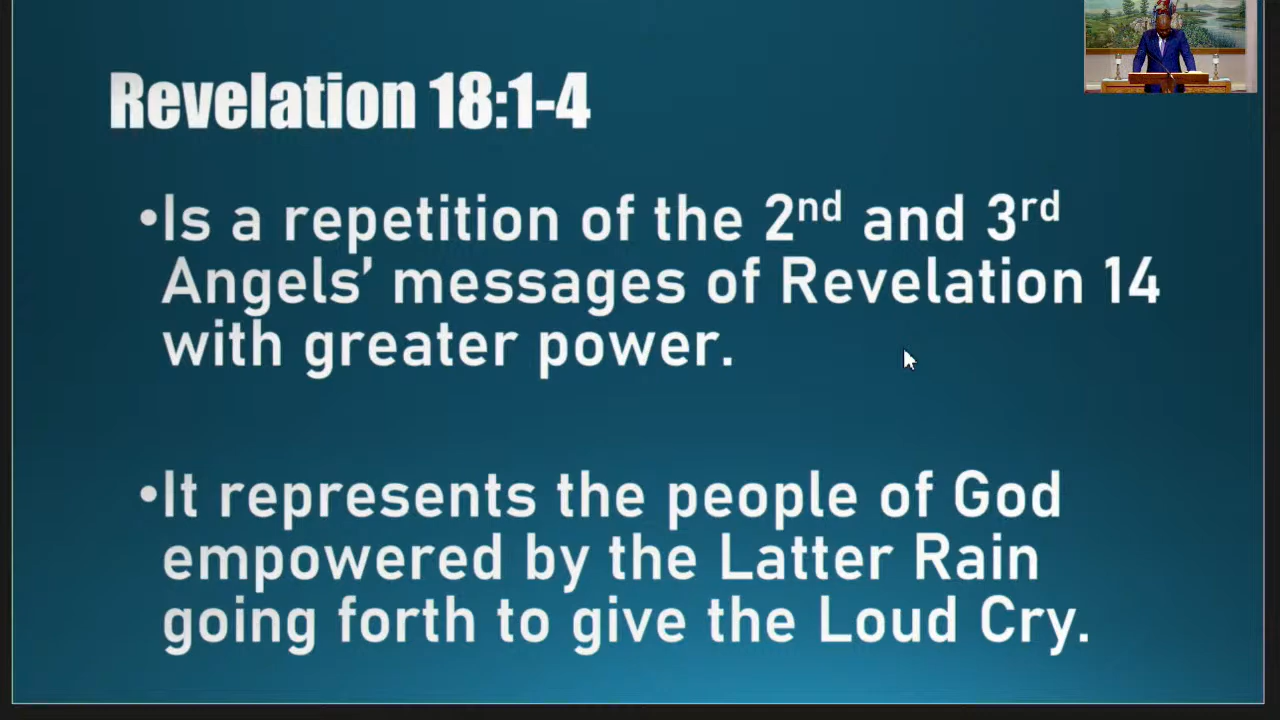 Revelation 18:1-4
•Is a repetition of the 2nd and 3rd
Angels’ messages of Revelation 14
with greater power.
•It represents the people of God
empowered by the Latter Rain
going forth to give the Loud Cry.